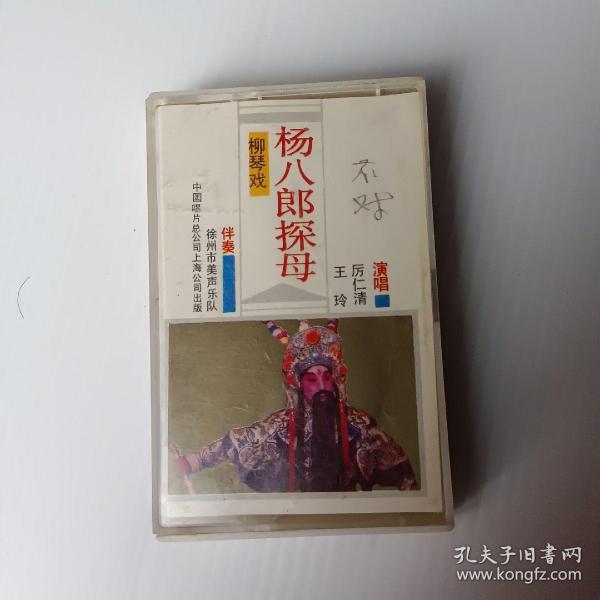 杨八郎探母
柳琴戏
不对
演唱
厉仁清
王玲
伴奏
徐州市美声乐队
中国唱片总公司上海公司出版
孔夫子旧书网
www.kongfz.com